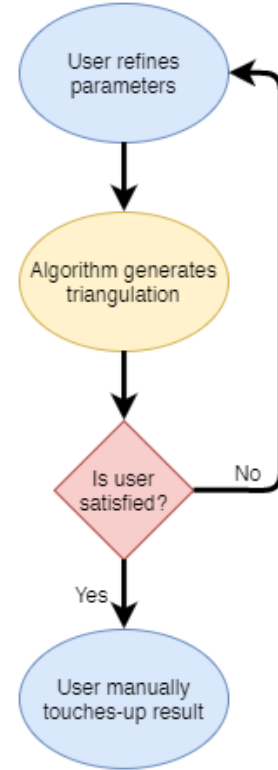 User refines
parameters
Algorithm generates
triangulation
Is user
satisfied?
No
Yes
User manually
touches-up result